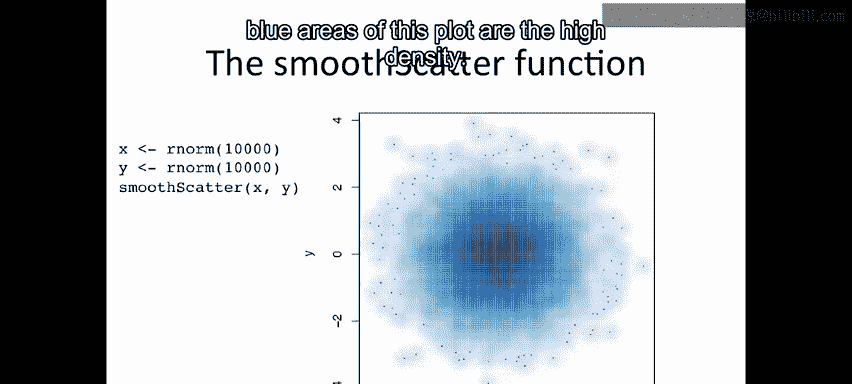 blue areas of this plot are the high
density.
The smoothScatter function
x <- rnorm(10000)
y <- rnorm(10000)
smoothScatter(x, y)
4
2
0
-2
y